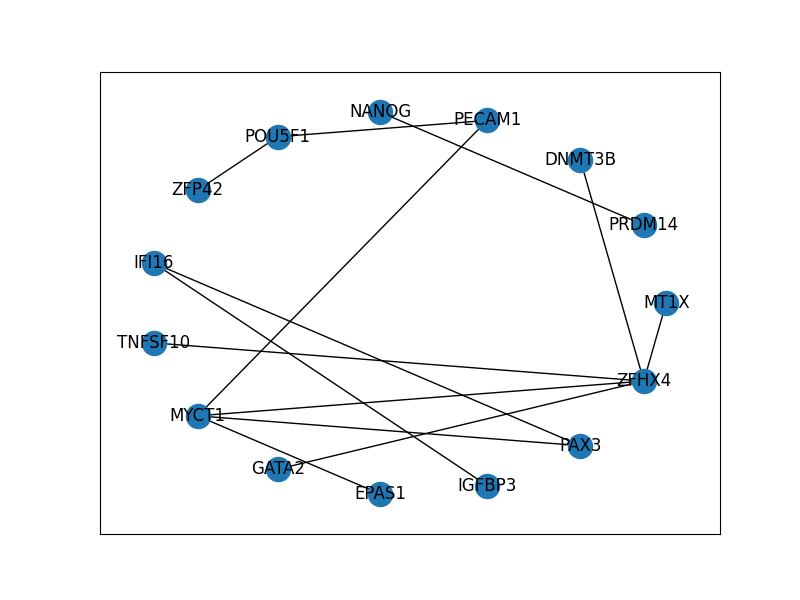 NANOG
PECAM1
POU5F1
DNMT3B
ZFP42
PRDM14
IFI16
MT1X
TNFSF10
ZFHX4
MYCT1
PAX3
GATA2
IGFBP3
EPAS1